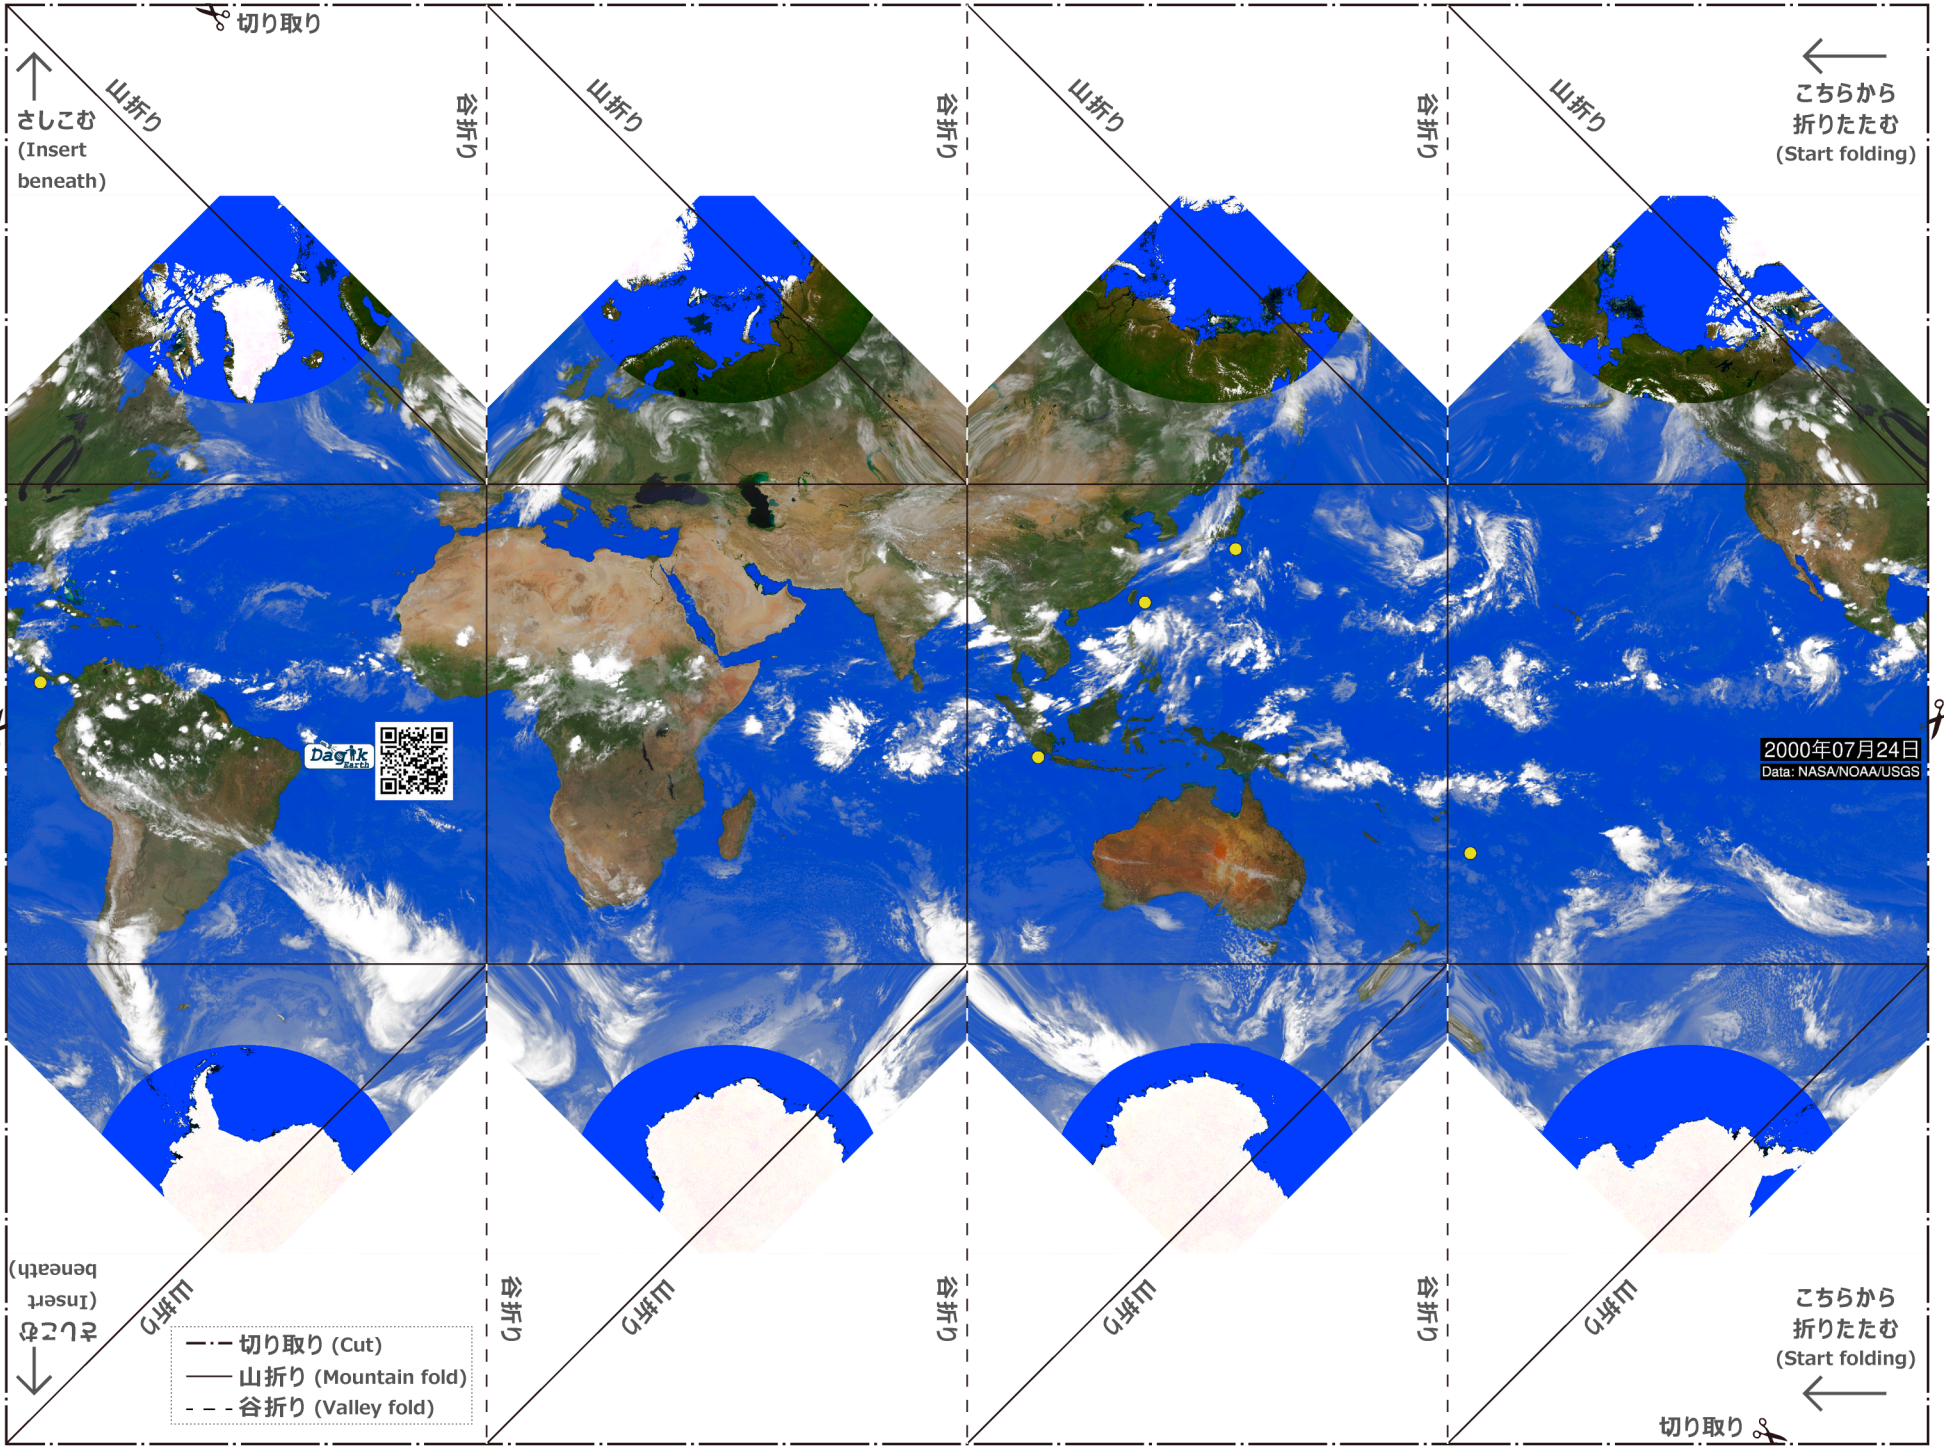 切り取り
山折り
谷折り
山折り
谷折り
山折り
谷折り
山折り
さしこむ
(Insert
beneath)
こちらから
折りたたむ
(Start folding)
Dagik
Earth
2000年07月24日
Data: NASA/NOAA/USGS
さしこむ
(Insert
beneath)
山折り
谷折り
山折り
谷折り
山折り
谷折り
山折り
こちらから
折りたたむ
(Start folding)
切り取り (Cut)
山折り (Mountain fold)
谷折り (Valley fold)
切り取り